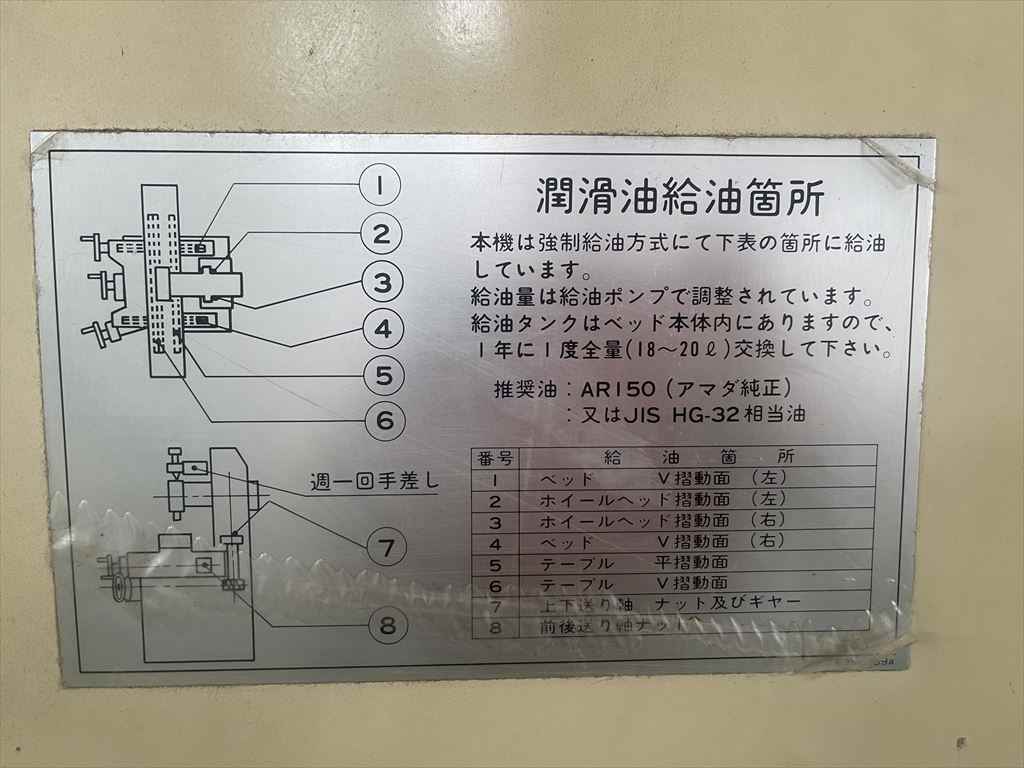 潤滑油給油箇所
本機は強制給油方式にて下表の箇所に給油
しています。
給油量は給油ポンプで調整されています。
給油タンクはベッド本体内にありますので、
1年に1度全量(18〜20ℓ)交換して下さい。
推奨油：AR150(アマダ純正)
：又はJIS HG-32相当油
1
2
3
4
5
6
週一回手差し
7
8
番号 給油箇所
1 ベッド V摺動面 (左)
2 ホイールヘッド摺動面 (左)
3 ホイールヘッド摺動面 (右)
4 ベッド V摺動面 (右)
5 テーブル 平摺動面
6 テーブル V摺動面
7 上下送り軸 ナット及びギヤー
8 前後送り軸ナット